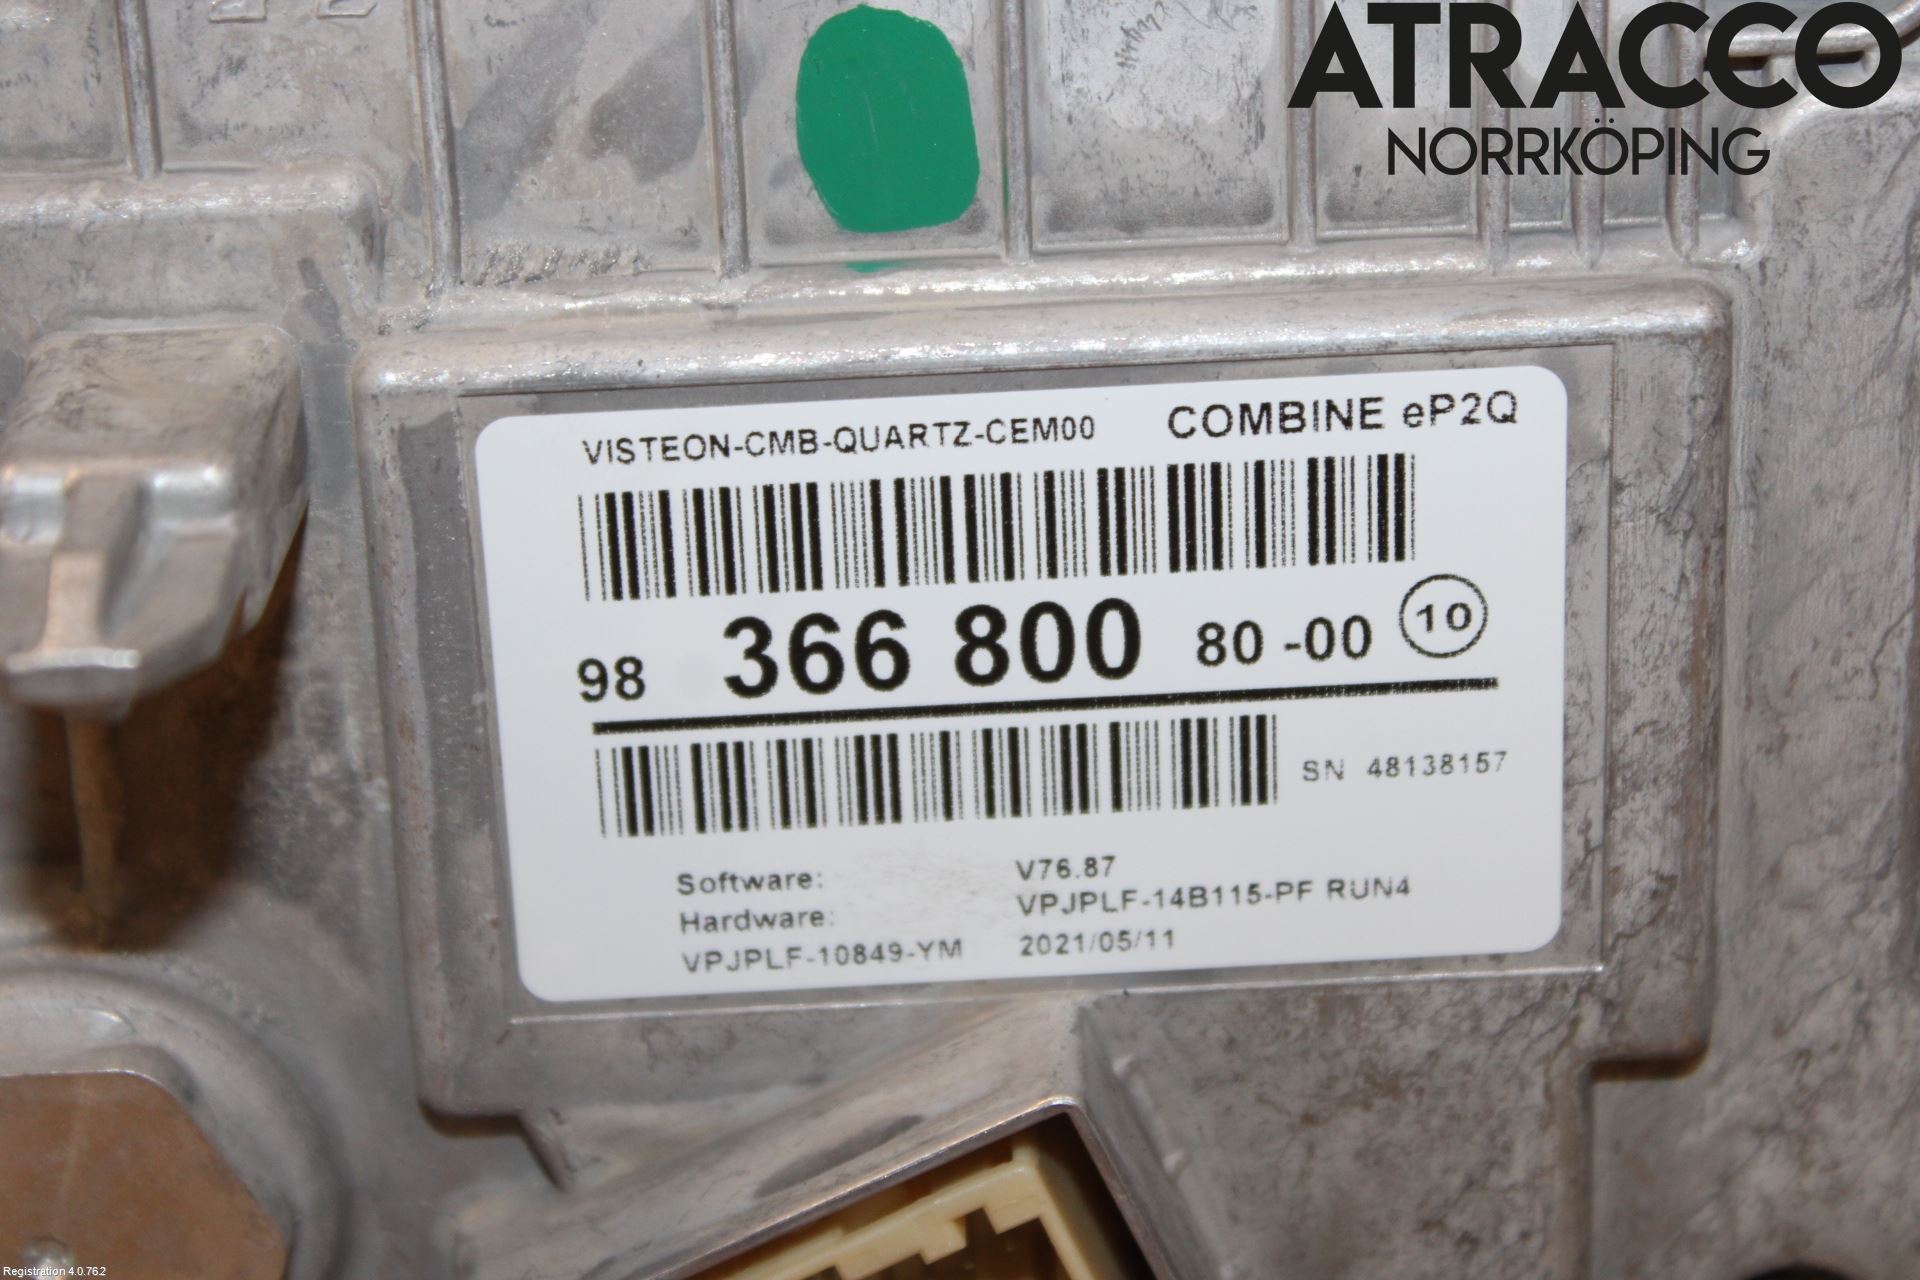 ATRACCO
NORRKÖPING
VISTEON-CMB-QUARTZ-CEM00 COMBINE eP2Q
98 366 800 80 -00 10
SN 48138157
Software: V76.87
Hardware: VPJPLF-14B115-PF RUN4
VPJPLF-10849-YM 2021/05/11
Registration 4.0.762